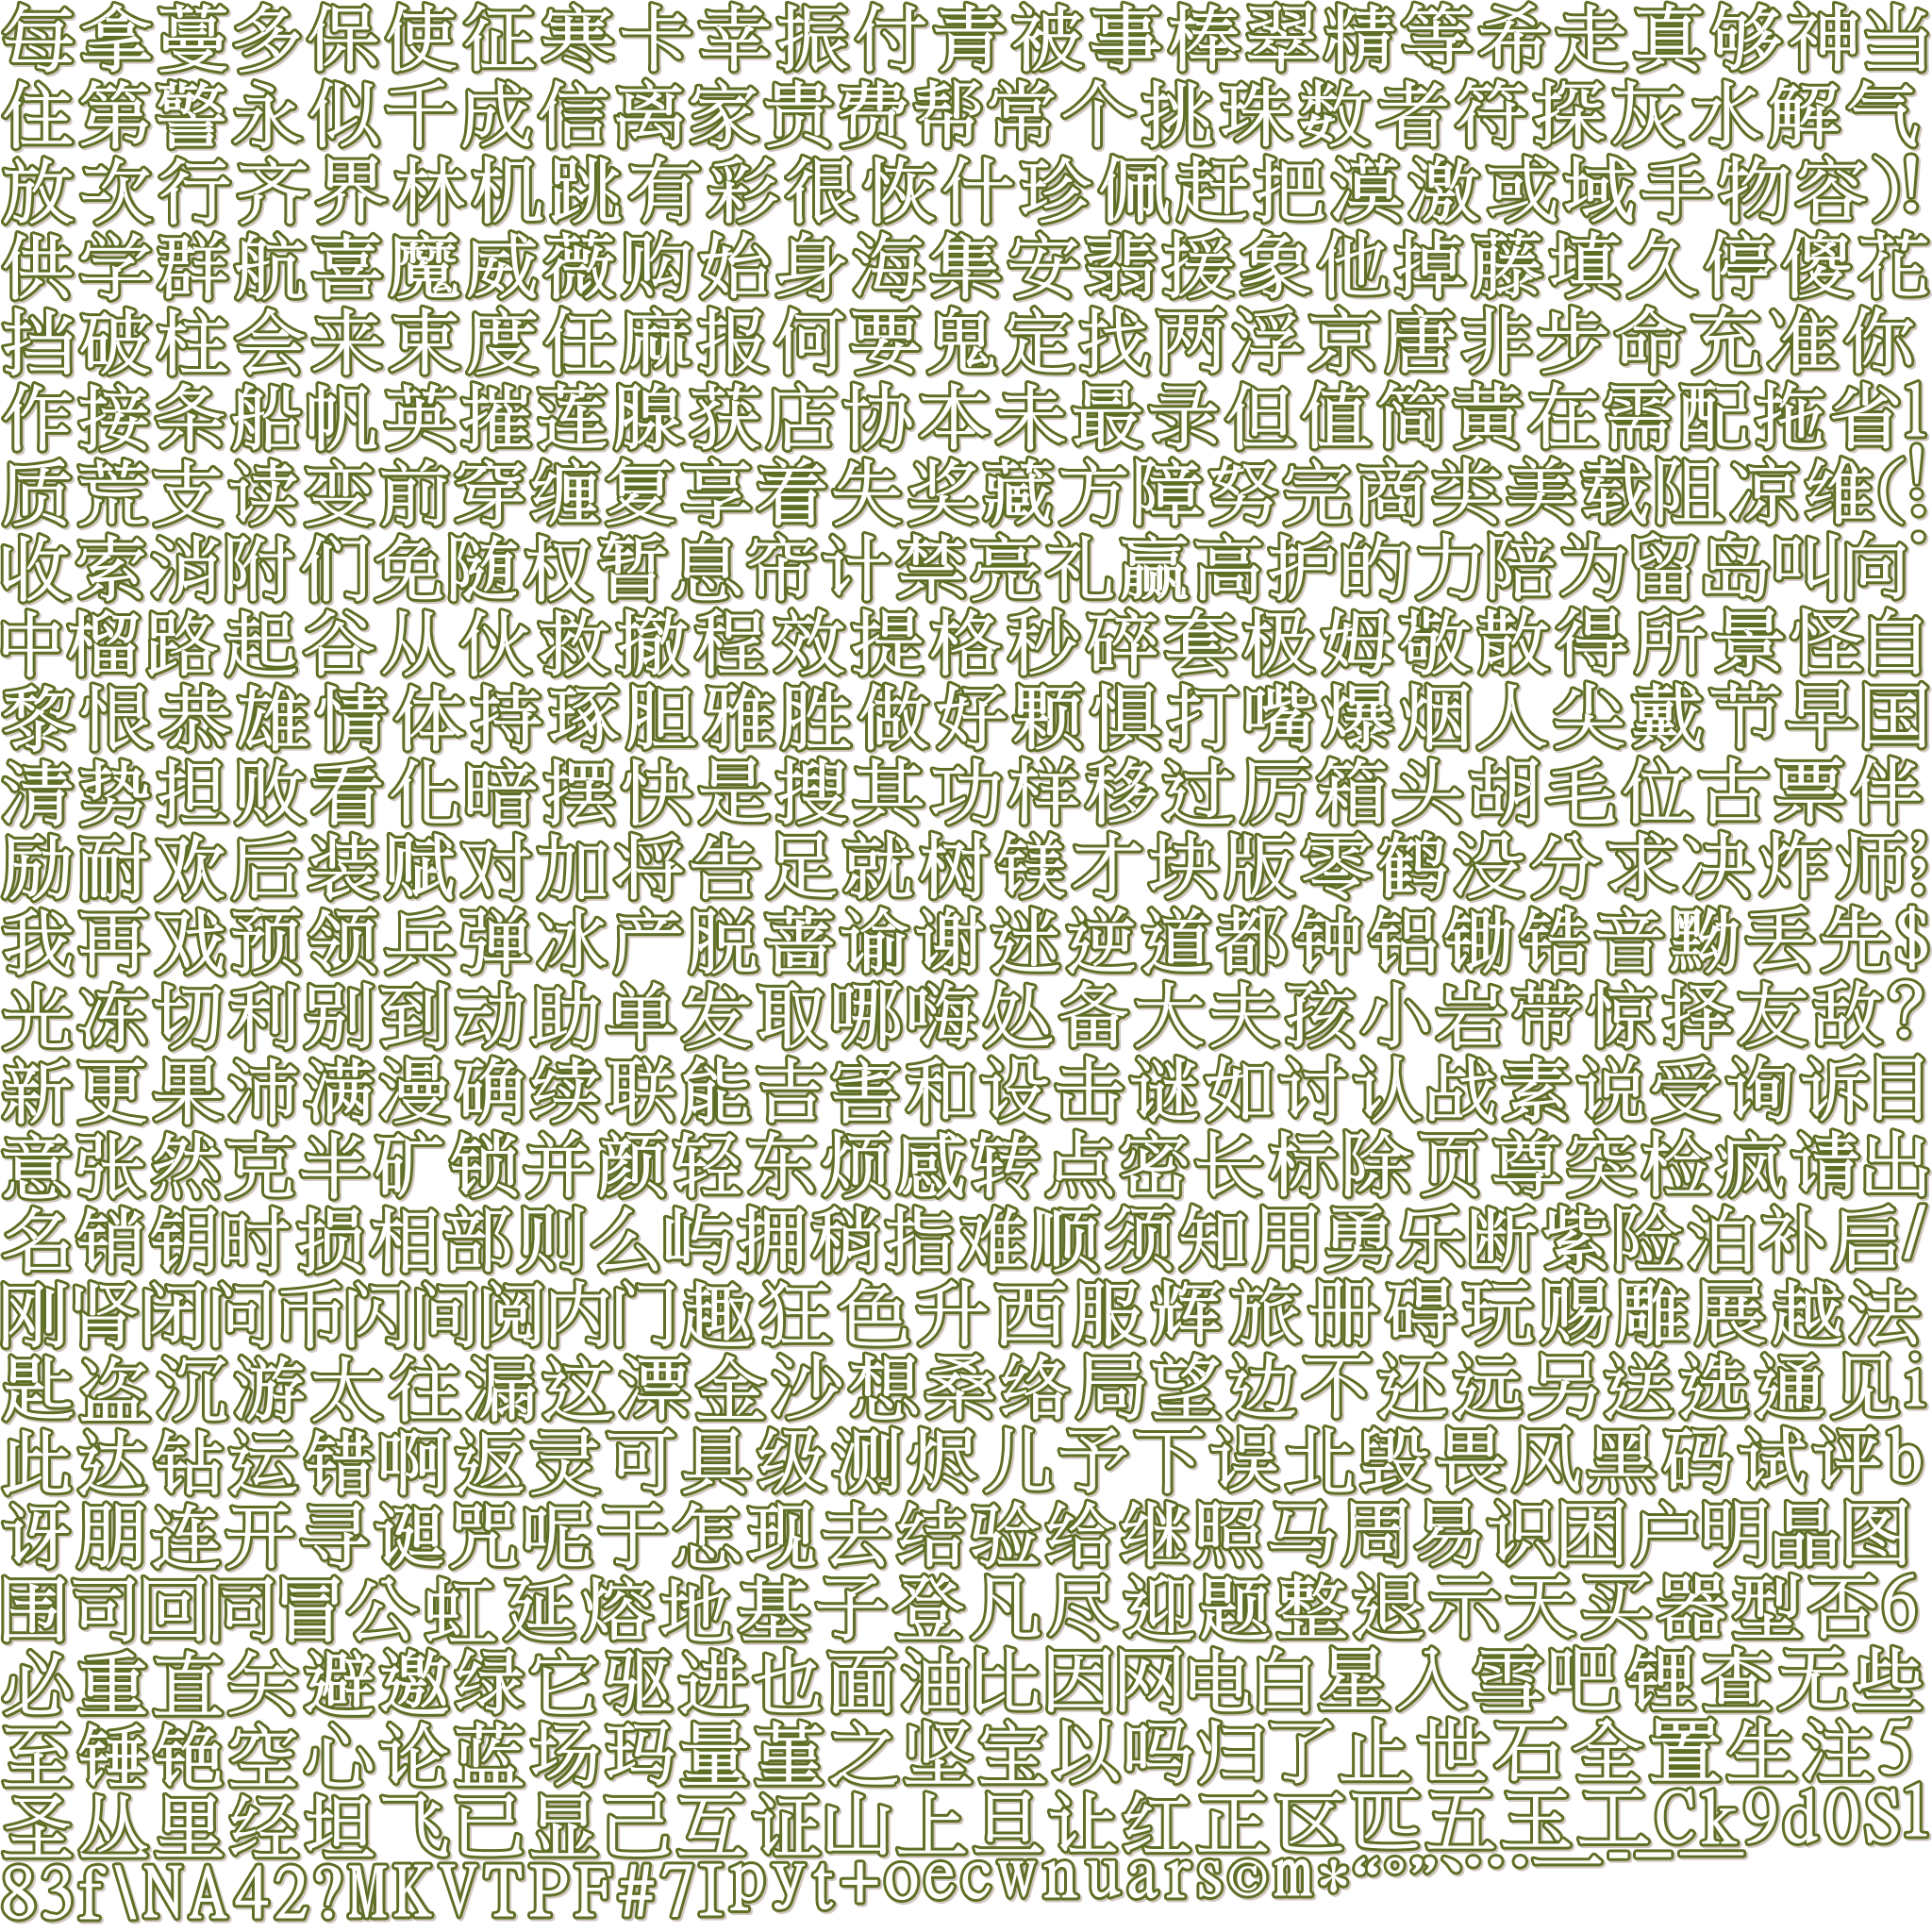 每拿蔓多保使征寒卡幸振付青被事棒翠精等希走真够神当
住第警永似千成信离家贵费帮常个挑珠数者符探灰水解气
放次行齐界林机跳有彩很恢什珍佩赶把漠激或域手物容)!
供学群航喜魔威薇购始身海集安翡援象他掉藤填久停傻花
挡破柱会来束度任麻报何要鬼定找两浮京唐非步命充准你
作接条船帆英摧莲腺获店协本未最录但值简黄在需配拖省l
质荒支读变前穿缠复享着失奖藏方障努完商类美载阻凉维(!
收索消附们免随权暂息帘计禁亮礼赢高护的力陪为留岛叫向
中榴路起谷从伙救撤程效提格秒碎套极姆敬散得所景怪自
黎恨恭雄情体持琢胆雅胜做好颗惧打嘴爆烟人尖戴节早国
清势担败看化暗摆快是搜其功样移过厉箱头胡毛位古票伴
励耐欢后装赋对加将告足就树镁才块版零鹤没分求决炸师;
我再戏预领兵弹冰产脱蔷谕谢迷逆道都钟铝锄锆音黝丢先$
光冻切利别到动助单发取哪嗨处备大夫孩小岩带惊择友敌?
新更果沛满漫确续联能吉害和设击谜如讨认战素说受询诉目
意张然克半矿锁并颜轻东烦感转点密长标除页尊突检疯请出
名销钥时损相部则么屿拥稍指难顺须知用勇乐断紫险泊补启/
刚肾闭问币闪间阅内门趣狂色升西服辉旅册碍玩赐雕展越法
匙盗沉游太往漏这漂金沙想桑络局望边不还远另送选通见i
此达钻运错啊返灵可具级测烬儿予下误北毁畏风黑码试评b
讶朋连开寻诞咒呢于怎现去结验给继照马周易识困户明晶图
围司回同冒公虹延熔地基子登凡尽迎题整退示天买器型否6
必重直矣避邀绿它驱进也面油比因网电白星入雪吧锂查无些
至锤铯空心论蓝场玛量堇之坚宝以吗归了止世石全置生注5
圣丛里经坦飞已显己互证山上旦让红正区匹五玉工Ck9d0S1
83f\NA42?MKVTPF#7Ipyt+oecwnuars©m*“°”